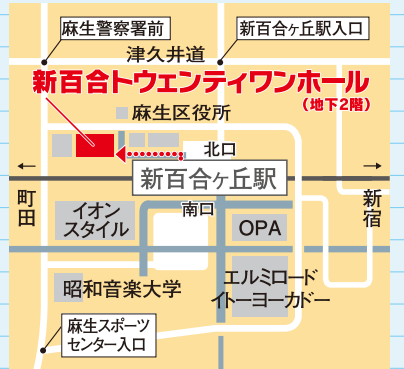 麻生警察署前
新百合ヶ丘駅入口
津久井道
新百合トウェンティワンホール
（地下2階）
麻生区役所
北口
←
→
新百合ヶ丘駅
町田
新宿
南口
イオン
スタイル
OPA
昭和音楽大学
エルミロード
イトーヨーカドー
麻生スポーツ
センター入口